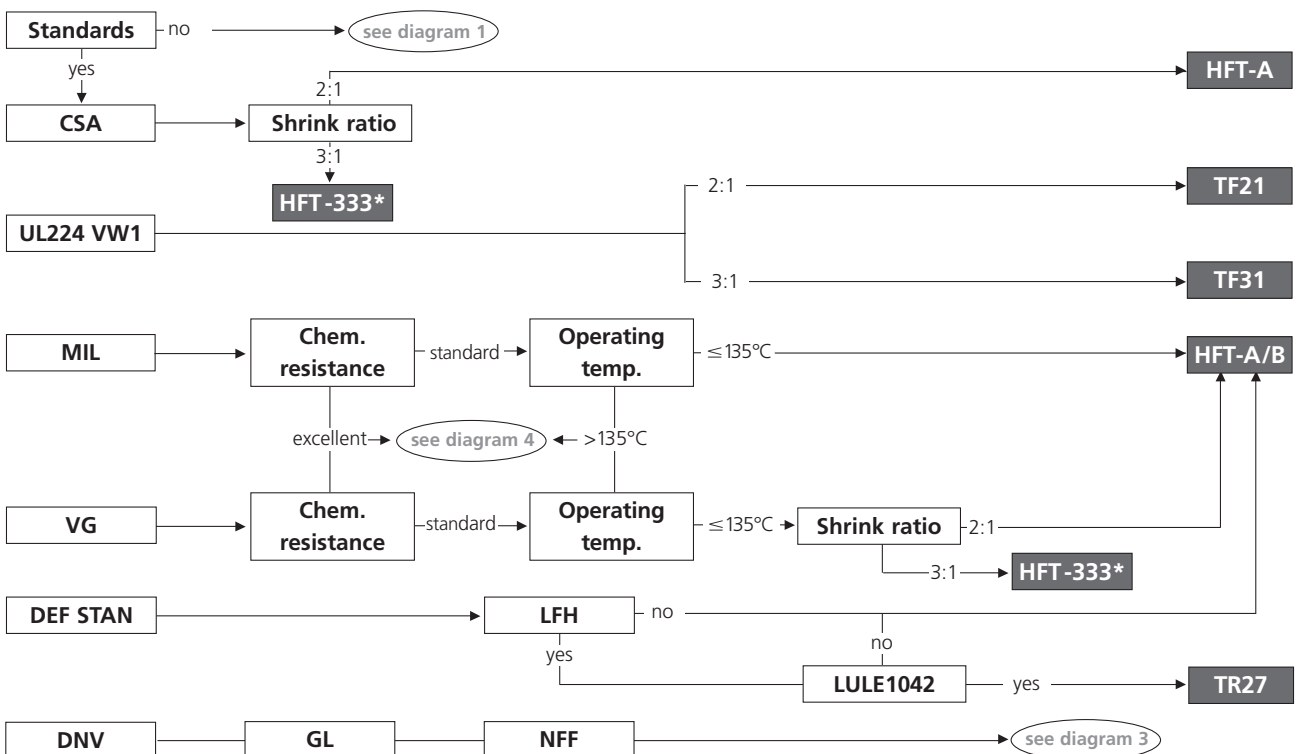 Standards
no
see diagram 1
yes
HFT-A
2:1
CSA
Shrink ratio
3:1
HFT-333*
2:1
TF21
UL224 VW1
3:1
TF31
MIL
Chem.
resistance
standard
Operating
temp.
≤135°C
HFT-A/B
excellent
see diagram 4
>135°C
VG
Chem.
resistance
standard
Operating
temp.
≤135°C
Shrink ratio
2:1
3:1
HFT-333*
DEF STAN
LFH
no
yes
no
LULE1042
yes
TR27
DNV
GL
NFF
see diagram 3